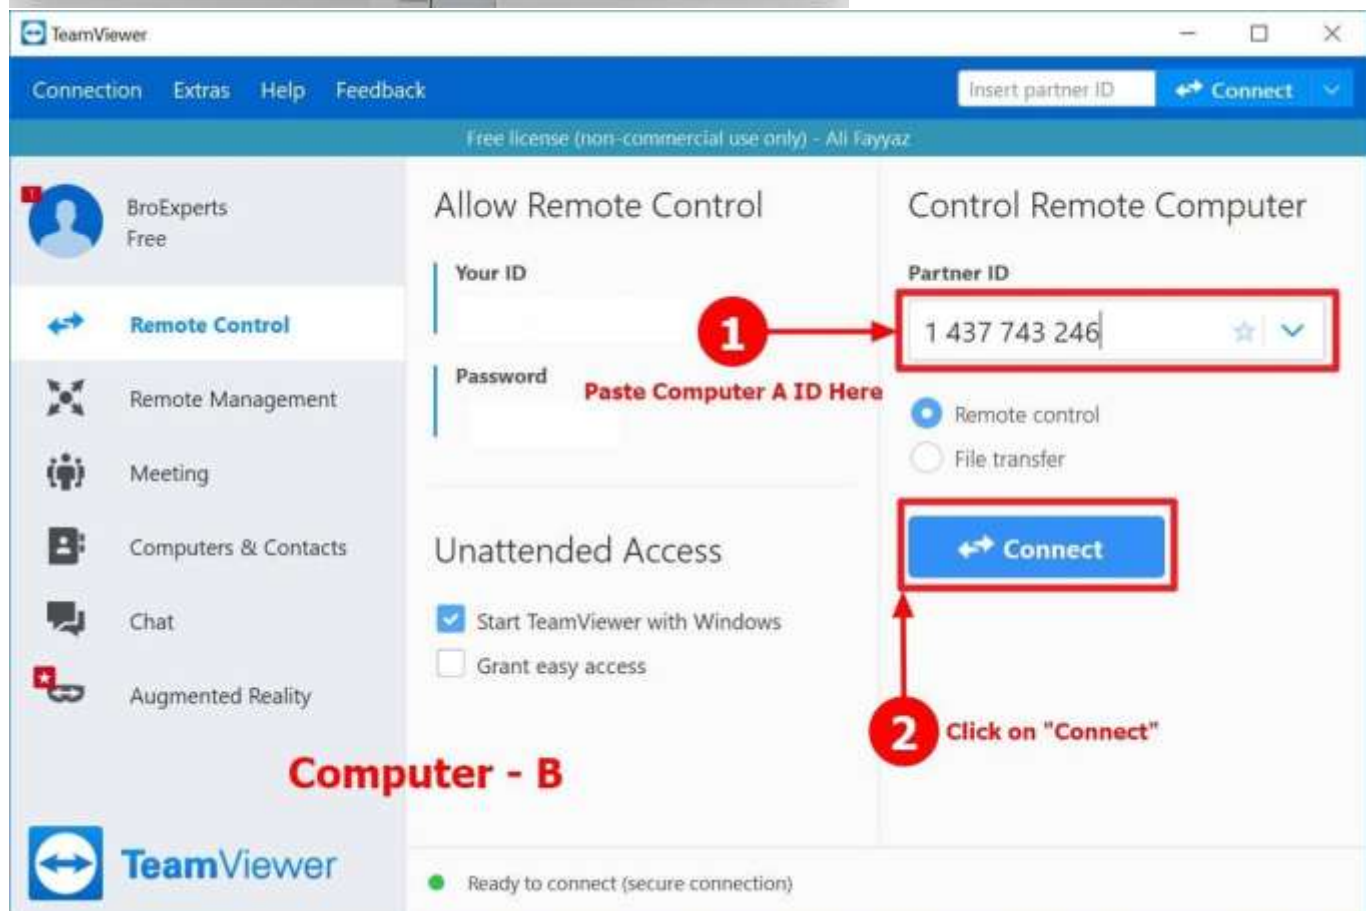 TeamViewer
Connection Extras Help Feedback
Insert partner ID Connect
Free license (non-commercial use only) - Ali Fayyaz
1
BroExperts
Free
Remote Control
Remote Management
Meeting
Computers & Contacts
Chat
Augmented Reality
TeamViewer
Allow Remote Control
Your ID
Password
Unattended Access
Start TeamViewer with Windows
Grant easy access
Control Remote Computer
Partner ID
1 437 743 246
1
Paste Computer A ID Here
Remote control
File transfer
Connect
2
Click on "Connect"
Computer - B
Ready to connect (secure connection)